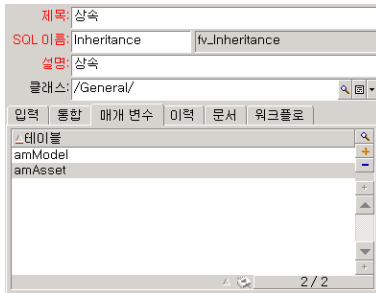 제목: 상속
SQL 이름: Inheritance fv_Inheritance
설명: 상속
클래스: /General/
입력 통합 매개 변수 이력 문서 워크플로
테이블
amModel
amAsset
2/2